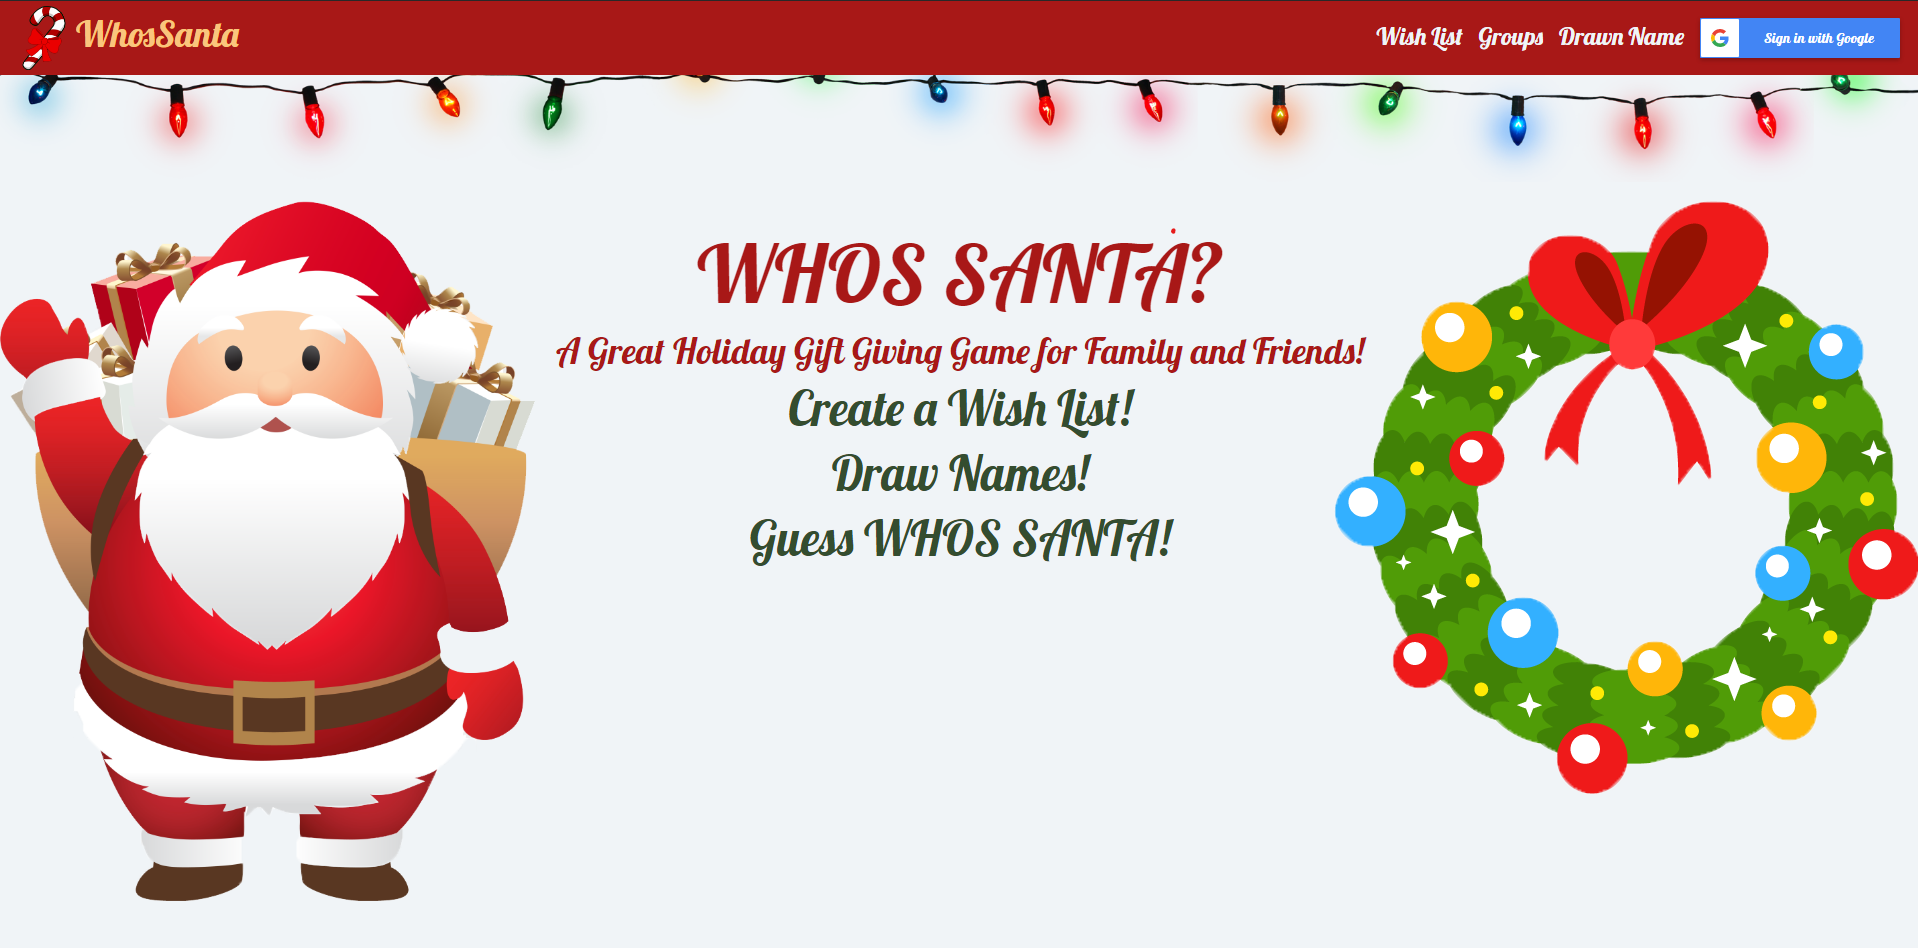 WhosSanta
Wish List Groups Drawn Name Sign in with Google
WHOS SANTA?
A Great Holiday Gift Giving Game for Family and Friends!
Create a Wish List!
Draw Names!
Guess WHOS SANTA!